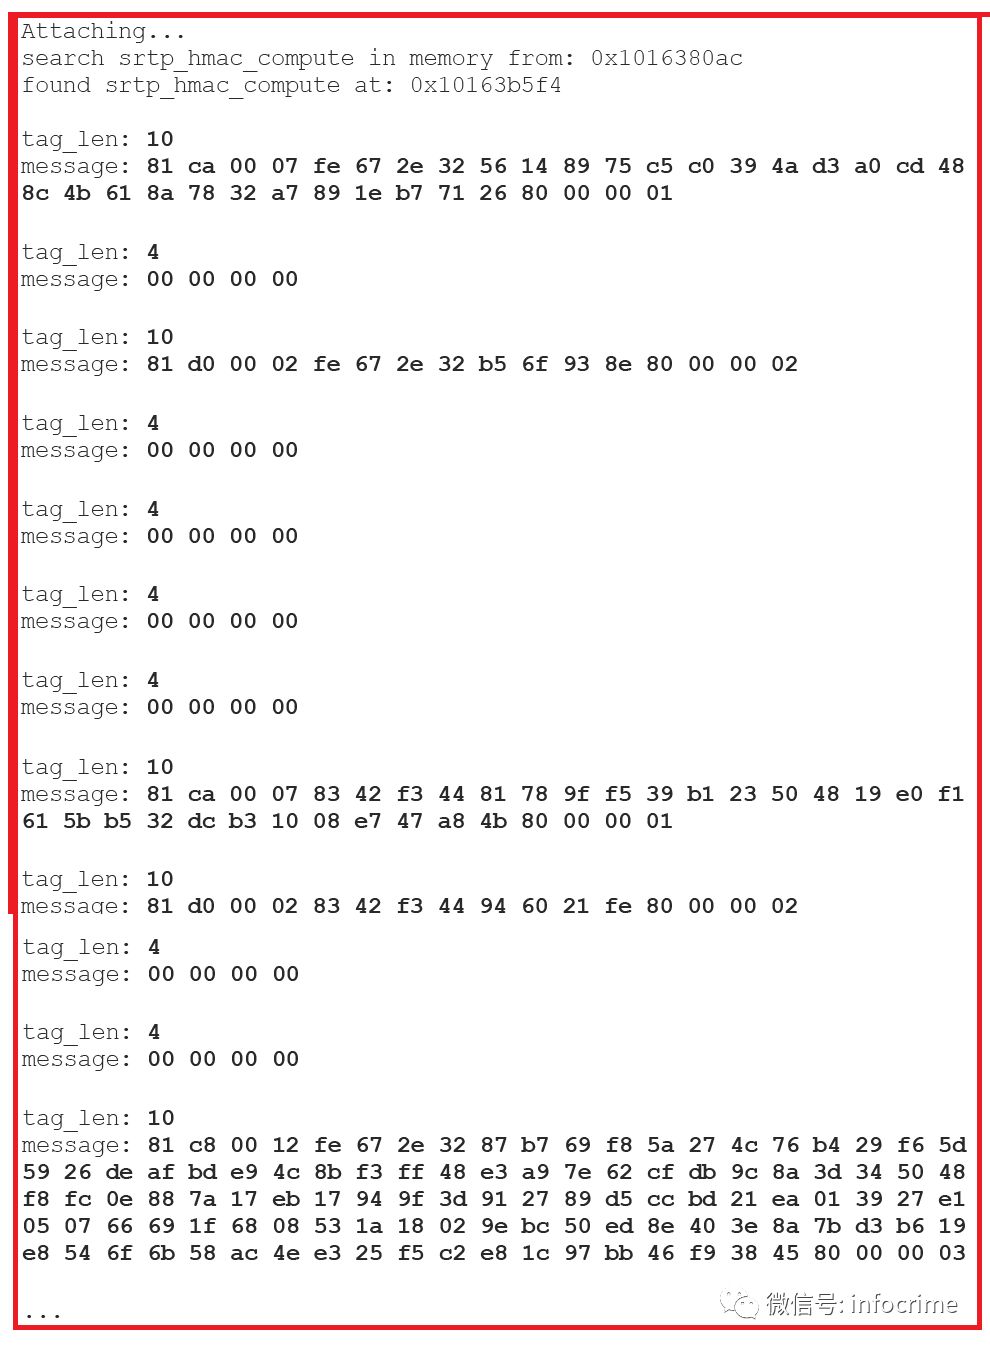 Attaching...
search srtp_hmac_compute in memory from: 0x1016380ac
found srtp_hmac_compute at: 0x10163b5f4
tag_len: 10
message: 81 ca 00 07 fe 67 2e 32 56 14 89 75 c5 c0 39 4a d3 a0 cd 48
8c 4b 61 8a 78 32 a7 89 1e b7 71 26 80 00 00 01
tag_len: 4
message: 00 00 00 00
tag_len: 10
message: 81 d0 00 02 fe 67 2e 32 b5 6f 93 8e 80 00 00 02
tag_len: 4
message: 00 00 00 00
tag_len: 4
message: 00 00 00 00
tag_len: 4
message: 00 00 00 00
tag_len: 4
message: 00 00 00 00
tag_len: 10
message: 81 ca 00 07 83 42 f3 44 81 78 9f f5 39 b1 23 50 48 19 e0 f1
61 5b b5 32 dc b3 10 08 e7 47 a8 4b 80 00 00 01
tag_len: 10
message: 81 d0 00 02 83 42 f3 44 94 60 21 fe 80 00 00 02
tag_len: 4
message: 00 00 00 00
tag_len: 4
message: 00 00 00 00
tag_len: 10
message: 81 c8 00 12 fe 67 2e 32 87 b7 69 f8 5a 27 4c 76 b4 29 f6 5d
59 26 de af bd e9 4c 8b f3 ff 48 e3 a9 7e 62 cf db 9c 8a 3d 34 50 48
f8 fc 0e 88 7a 17 eb 17 94 9f 3d 91 27 89 d5 cc bd 21 ea 01 39 27 e1
05 07 66 69 1f 68 08 53 1a 18 02 9e bc 50 ed 8e 40 3e 8a 7b d3 b6 19
e8 54 6f 6b 58 ac 4e e3 25 f5 c2 e8 1c 97 bb 46 f9 38 45 80 00 00 03
...
微信号: infocrime